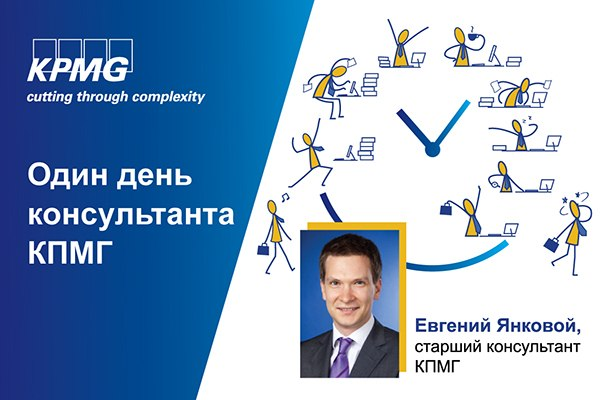 KPMG
cutting through complexity
Один день
консультанта
КПМГ
Евгений Янковой,
старший консультант
КПМГ